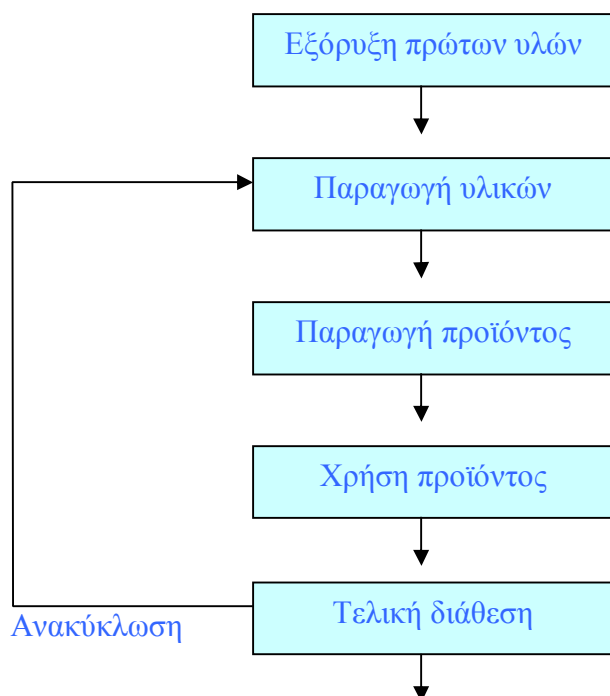 Εξόρυξη πρώτων υλών
Παραγωγή υλικών
Παραγωγή προϊόντος
Χρήση προϊόντος
Τελική διάθεση
Ανακύκλωση